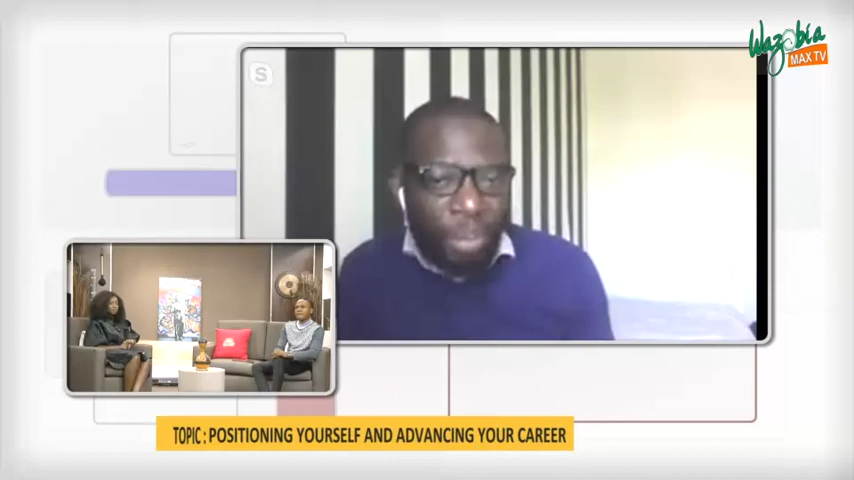 Wazobia
MAX TV
S
TOPIC : POSITIONING YOURSELF AND ADVANCING YOUR CAREER